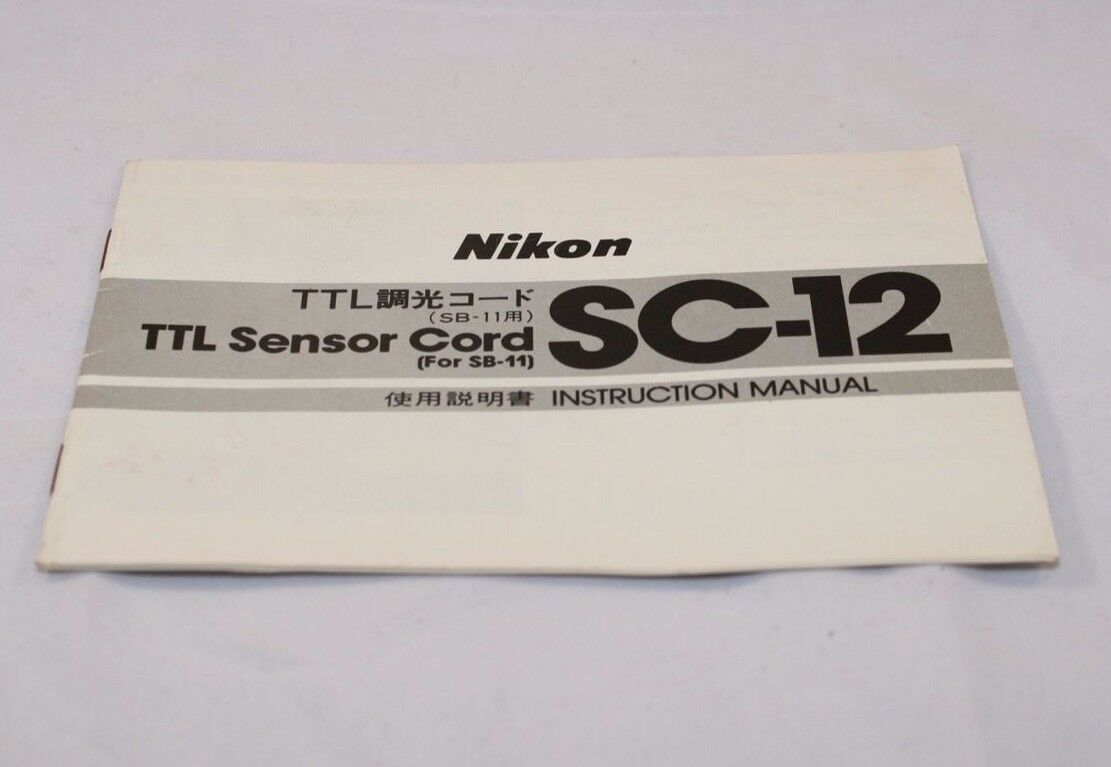 Nikon
TTL調光コード
(SB-11用)
TTL Sensor Cord
(For SB-11)
SC-12
使用説明書 INSTRUCTION MANUAL